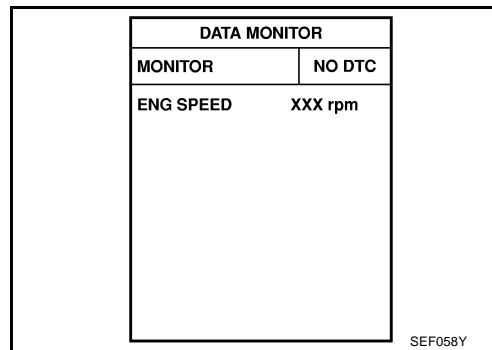 DATA MONITOR
MONITOR NO DTC
ENG SPEED XXX rpm
SEF058Y